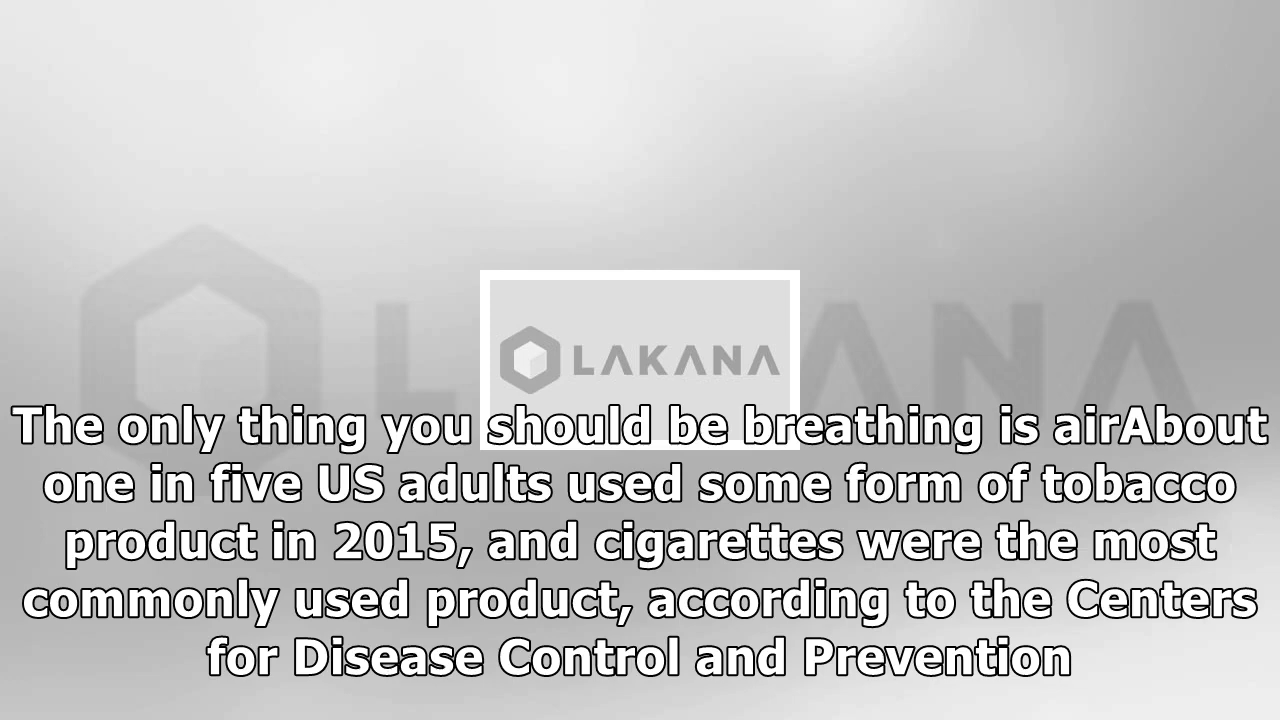 LAKANA
The only thing you should be breathing is airAbout
one in five US adults used some form of tobacco
product in 2015, and cigarettes were the most
commonly used product, according to the Centers
for Disease Control and Prevention